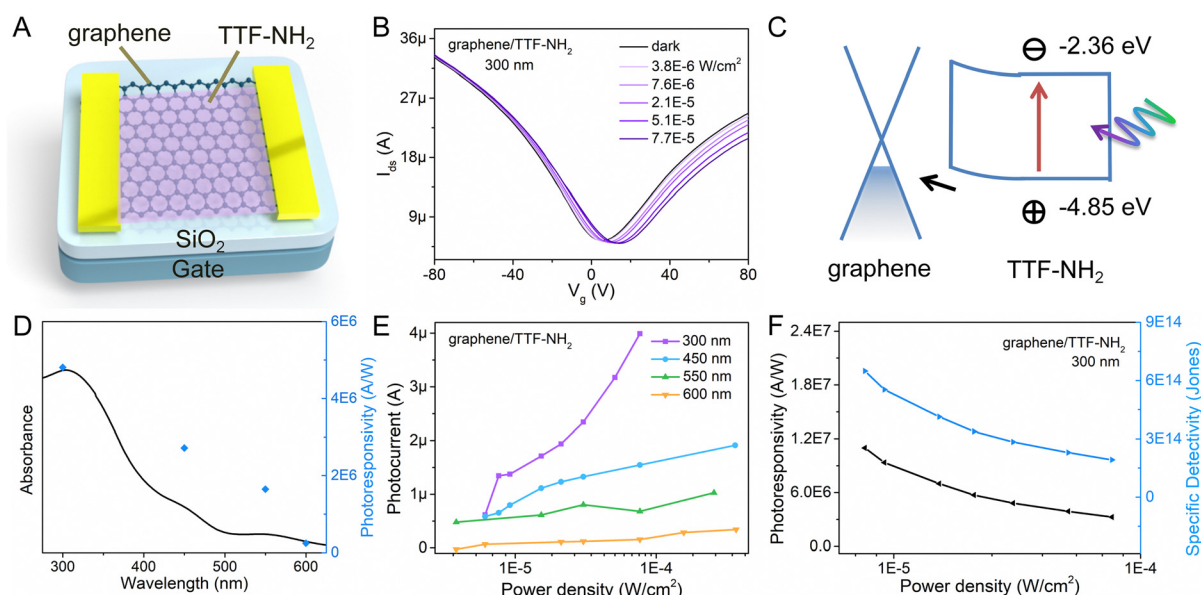 A
graphene
TTF-NH₂
SiO₂
Gate
B
graphene/TTF-NH₂
300 nm
dark
3.8E-6 W/cm²
7.6E-6
2.1E-5
5.1E-5
7.7E-5
36µ
27µ
18µ
9µ
I_ds (A)
-80
-40
0
40
80
V_g (V)
C
⊖ -2.36 eV
⊕ -4.85 eV
graphene
TTF-NH₂
D
Absorbance
300
400
500
600
Wavelength (nm)
6E6
4E6
2E6
0
Photoresponsivity (A/W)
E
graphene/TTF-NH₂
300 nm
450 nm
550 nm
600 nm
4µ
3µ
2µ
1µ
0
Photocurrent (A)
1E-5
1E-4
Power density (W/cm²)
F
graphene/TTF-NH₂
300 nm
2.4E7
1.8E7
1.2E7
6.0E6
0.0
Photoresponsivity (A/W)
9E14
6E14
3E14
0
Specific Detectivity (Jones)
1E-5
1E-4
Power density (W/cm²)